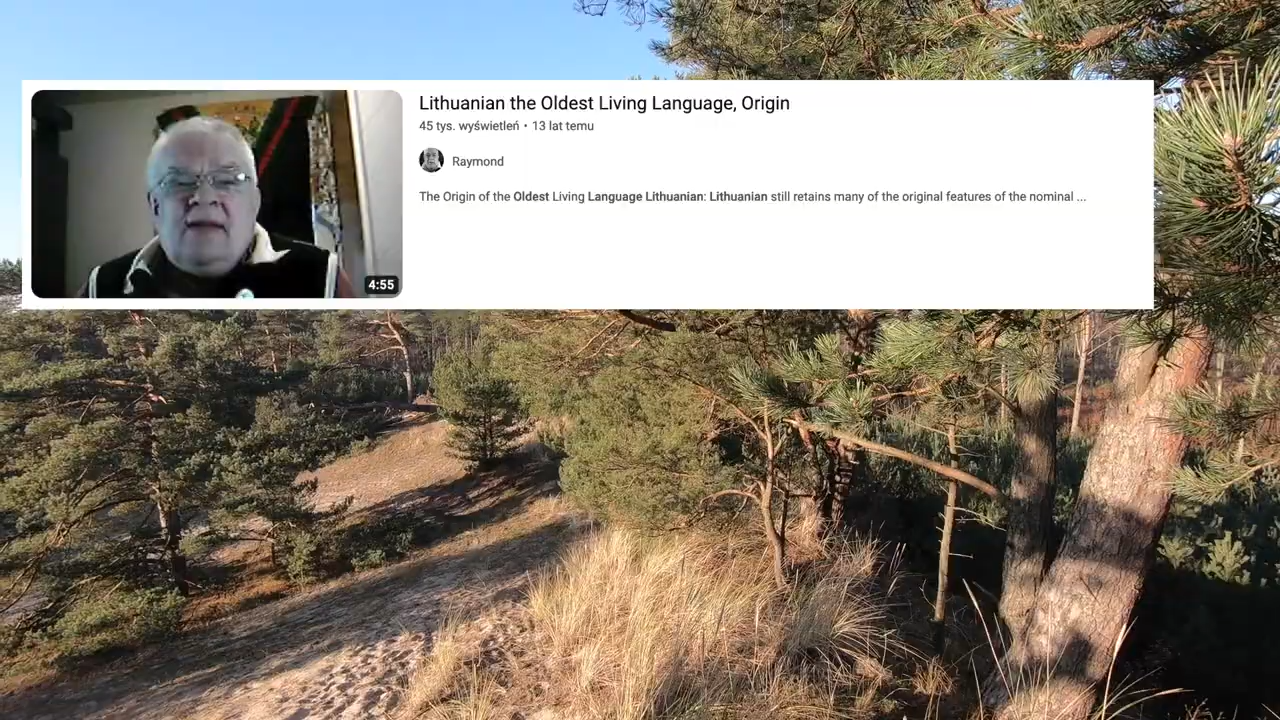 Lithuanian the Oldest Living Language, Origin
45 tys. wyświetleń • 13 lat temu
Raymond
The Origin of the Oldest Living Language Lithuanian: Lithuanian still retains many of the original features of the nominal ...
4:55